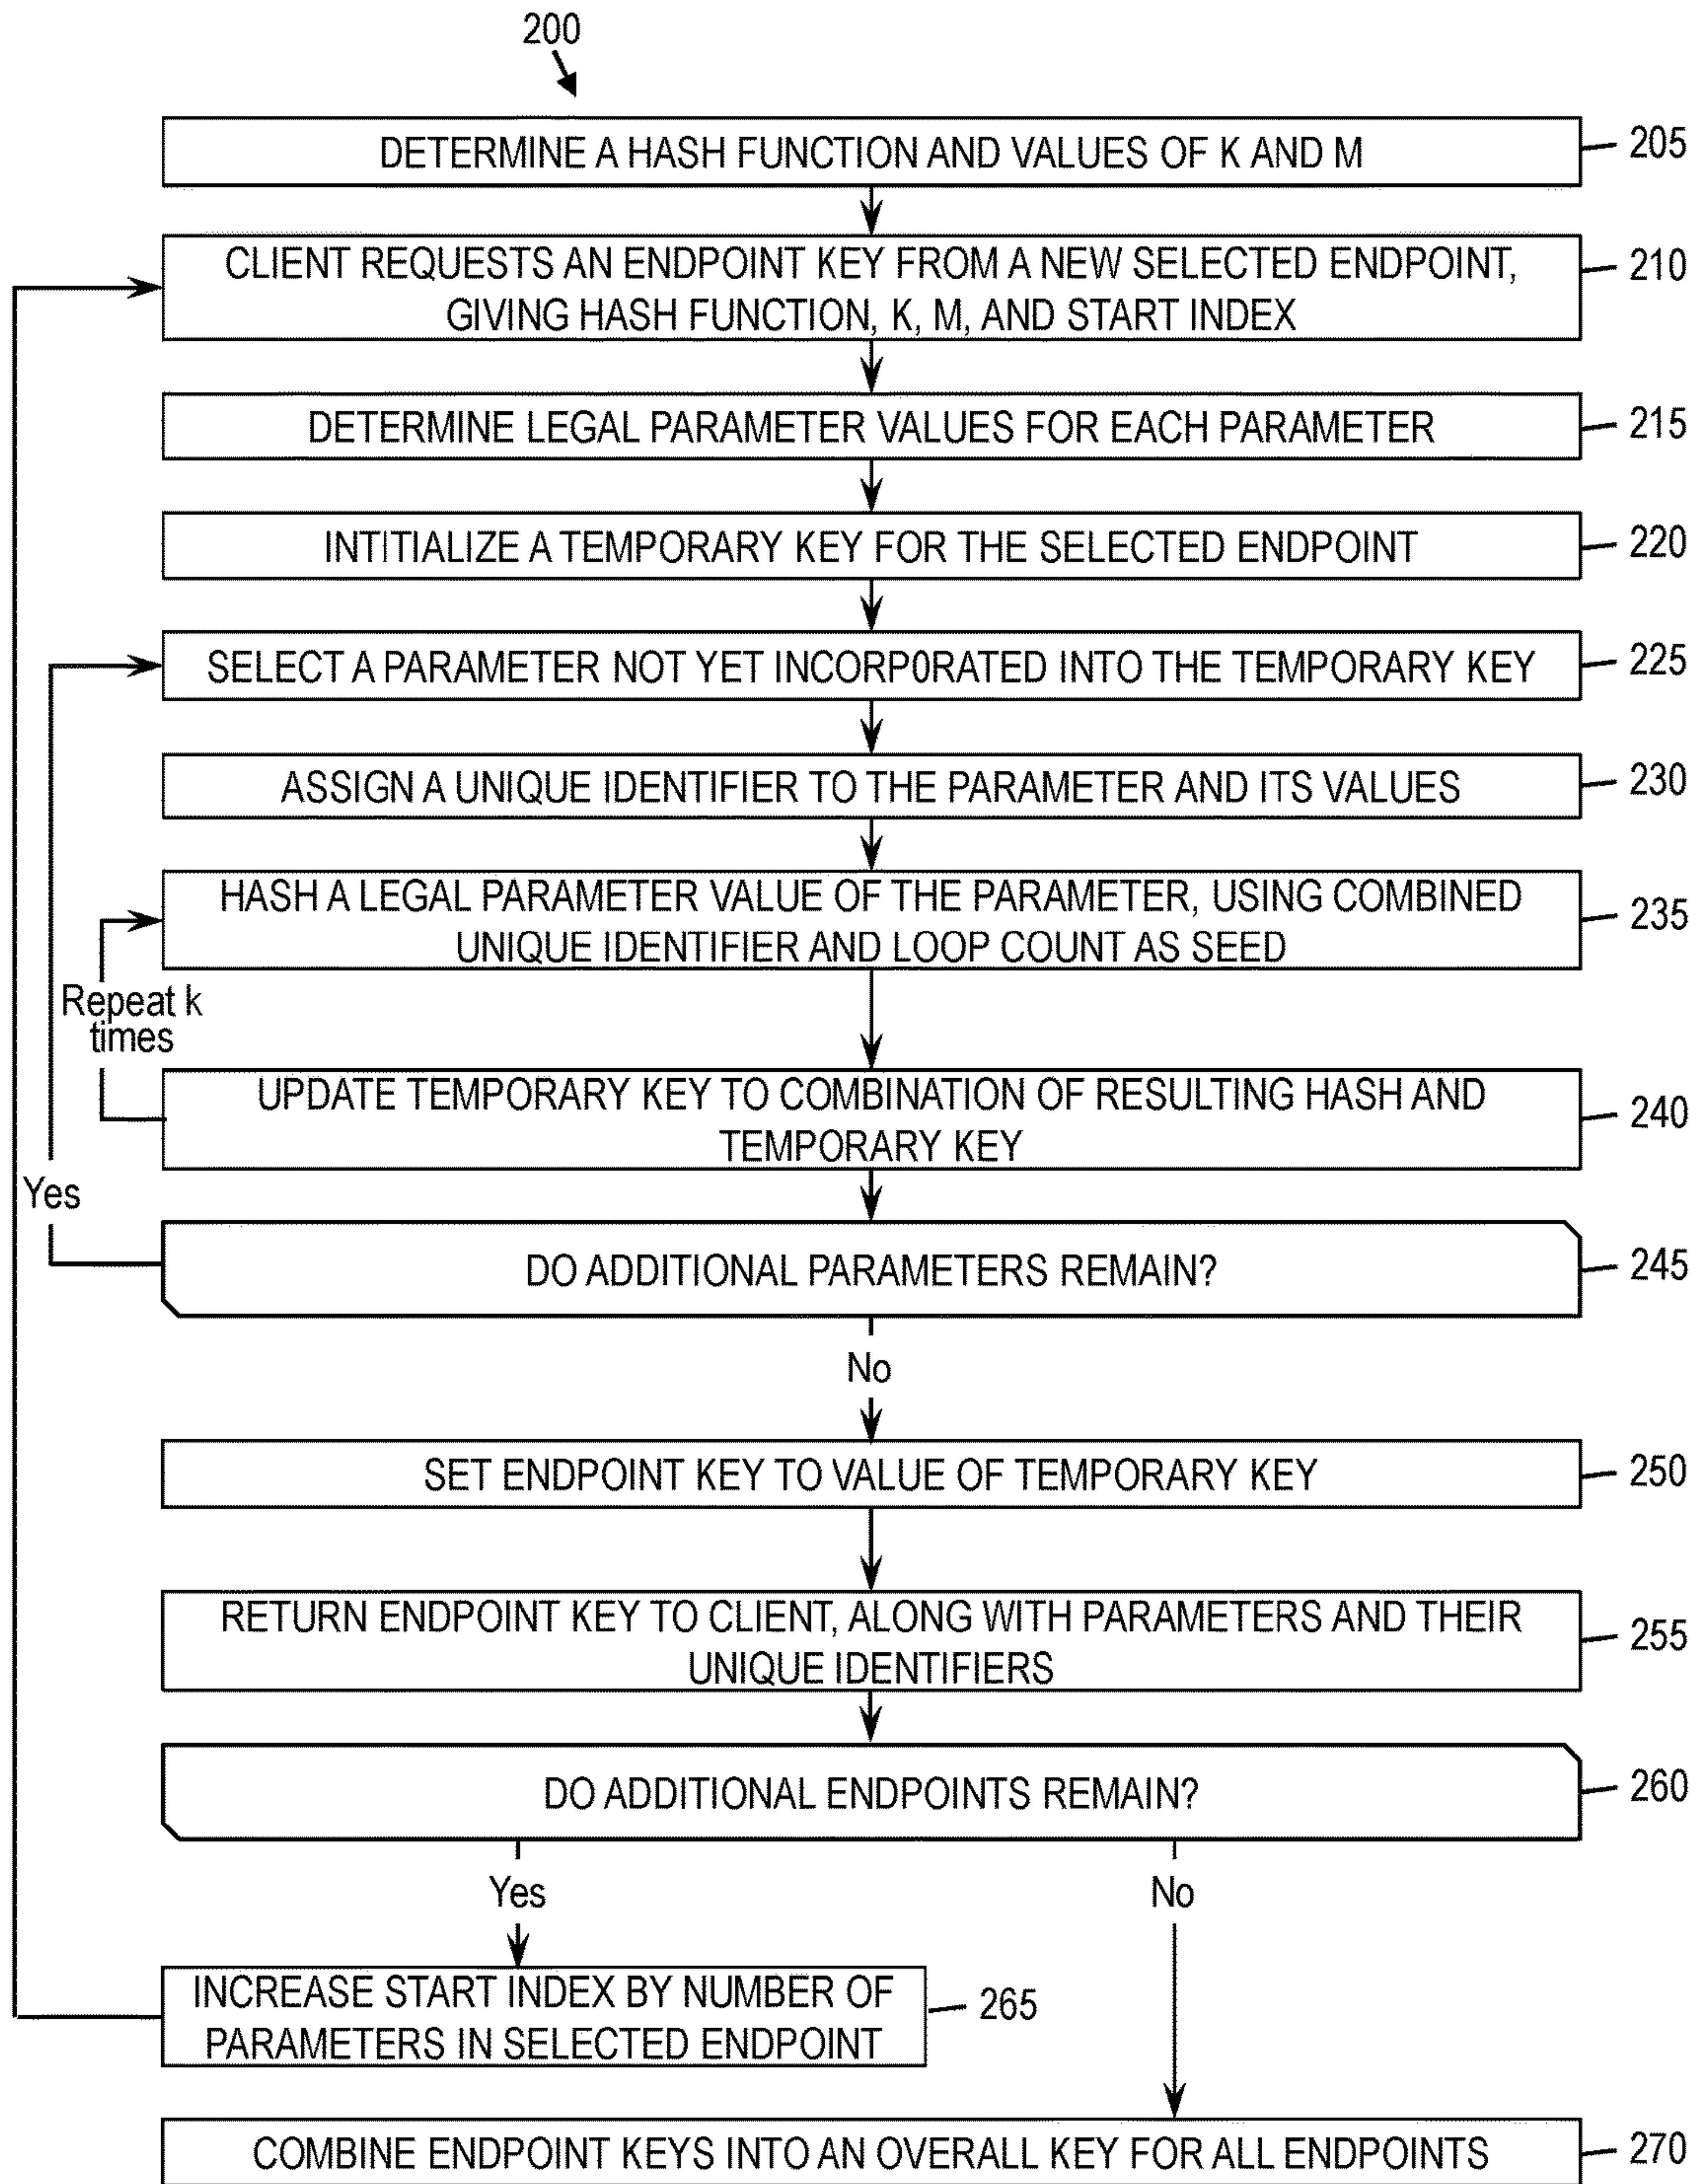 200
DETERMINE A HASH FUNCTION AND VALUES OF K AND M
205
CLIENT REQUESTS AN ENDPOINT KEY FROM A NEW SELECTED ENDPOINT,
GIVING HASH FUNCTION, K, M, AND START INDEX
210
DETERMINE LEGAL PARAMETER VALUES FOR EACH PARAMETER
215
INTITIALIZE A TEMPORARY KEY FOR THE SELECTED ENDPOINT
220
SELECT A PARAMETER NOT YET INCORP0RATED INTO THE TEMPORARY KEY
225
ASSIGN A UNIQUE IDENTIFIER TO THE PARAMETER AND ITS VALUES
230
HASH A LEGAL PARAMETER VALUE OF THE PARAMETER, USING COMBINED
UNIQUE IDENTIFIER AND LOOP COUNT AS SEED
235
Repeat k
times
UPDATE TEMPORARY KEY TO COMBINATION OF RESULTING HASH AND
TEMPORARY KEY
240
Yes
DO ADDITIONAL PARAMETERS REMAIN?
245
No
SET ENDPOINT KEY TO VALUE OF TEMPORARY KEY
250
RETURN ENDPOINT KEY TO CLIENT, ALONG WITH PARAMETERS AND THEIR
UNIQUE IDENTIFIERS
255
DO ADDITIONAL ENDPOINTS REMAIN?
260
Yes
No
INCREASE START INDEX BY NUMBER OF
PARAMETERS IN SELECTED ENDPOINT
265
COMBINE ENDPOINT KEYS INTO AN OVERALL KEY FOR ALL ENDPOINTS
270